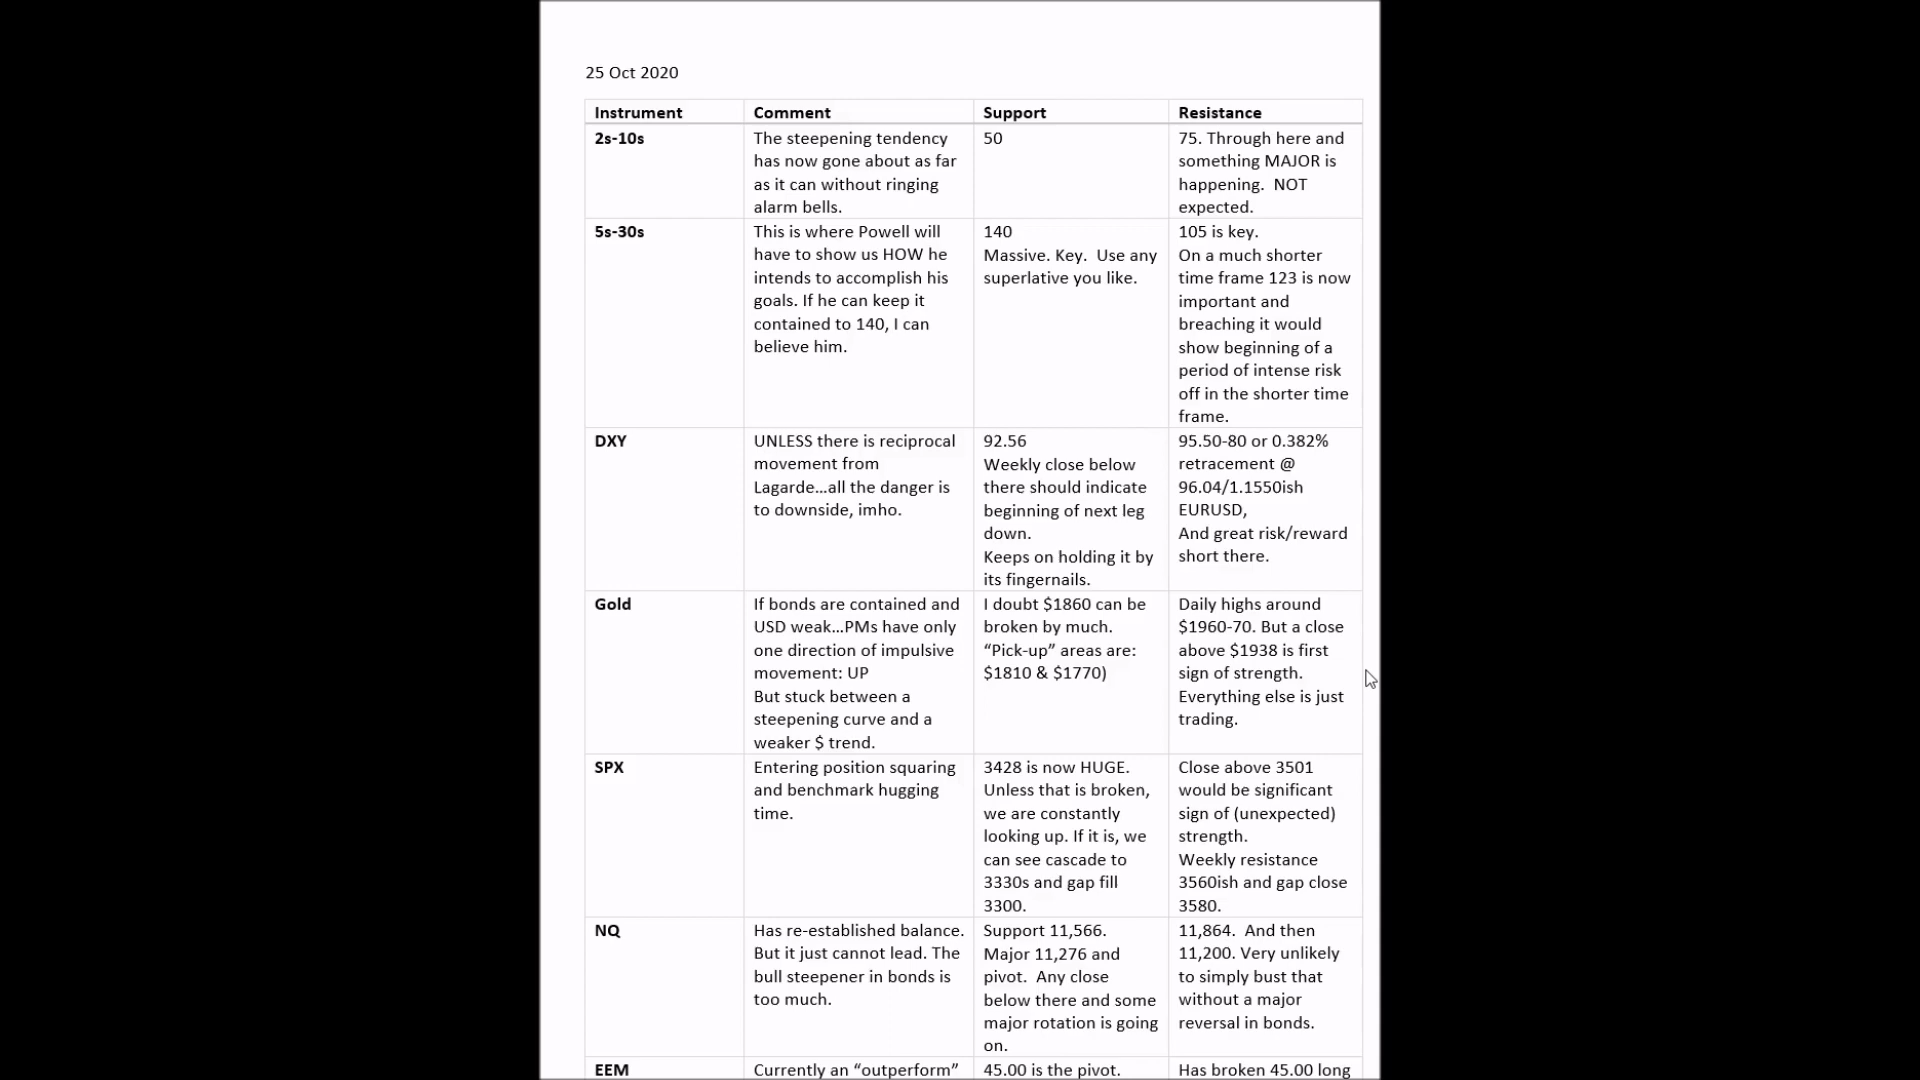 25 Oct 2020
Instrument Comment Support Resistance
2s-10s
The steepening tendency
has now gone about as far
as it can without ringing
alarm bells.
50
75. Through here and
something MAJOR is
happening.  NOT
expected.
5s-30s
This is where Powell will
have to show us HOW he
intends to accomplish his
goals. If he can keep it
contained to 140, I can
believe him.
140
Massive. Key.  Use any
superlative you like.
105 is key.
On a much shorter
time frame 123 is now
important and
breaching it would
show beginning of a
period of intense risk
off in the shorter time
frame.
DXY
UNLESS there is reciprocal
movement from
Lagarde…all the danger is
to downside, imho.
92.56
Weekly close below
there should indicate
beginning of next leg
down.
Keeps on holding it by
its fingernails.
95.50-80 or 0.382%
retracement @
96.04/1.1550ish
EURUSD,
And great risk/reward
short there.
Gold
If bonds are contained and
USD weak…PMs have only
one direction of impulsive
movement: UP
But stuck between a
steepening curve and a
weaker $ trend.
I doubt $1860 can be
broken by much.
“Pick-up” areas are:
$1810 & $1770)
Daily highs around
$1960-70. But a close
above $1938 is first
sign of strength.
Everything else is just
trading.
SPX
Entering position squaring
and benchmark hugging
time.
3428 is now HUGE.
Unless that is broken,
we are constantly
looking up. If it is, we
can see cascade to
3330s and gap fill
3300.
Close above 3501
would be significant
sign of (unexpected)
strength.
Weekly resistance
3560ish and gap close
3580.
NQ
Has re-established balance.
But it just cannot lead. The
bull steepener in bonds is
too much.
Support 11,566.
Major 11,276 and
pivot.  Any close
below there and some
major rotation is going
on.
11,864.  And then
11,200. Very unlikely
to simply bust that
without a major
reversal in bonds.
EEM
Currently an “outperform”
45.00 is the pivot.
Has broken 45.00 long